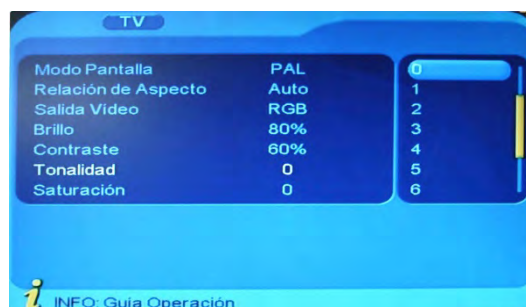 TV
Modo Pantalla PAL
Relación de Aspecto Auto
Salida Video RGB
Brillo 80%
Contraste 60%
Tonalidad 0
Saturación 0
0
1
2
3
4
5
6
i INFO: Guía Operación